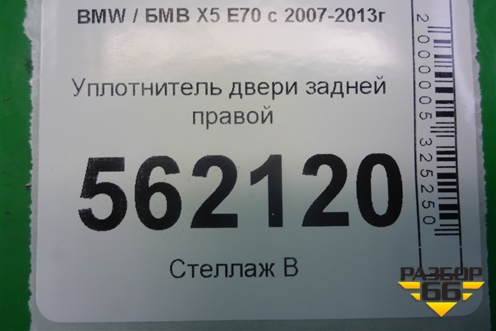 BMW / БМВ X5 E70 с 2007-2013г
Уплотнитель двери задней
правой
562120
Стеллаж В
2000005325250
РАЗБОР
66